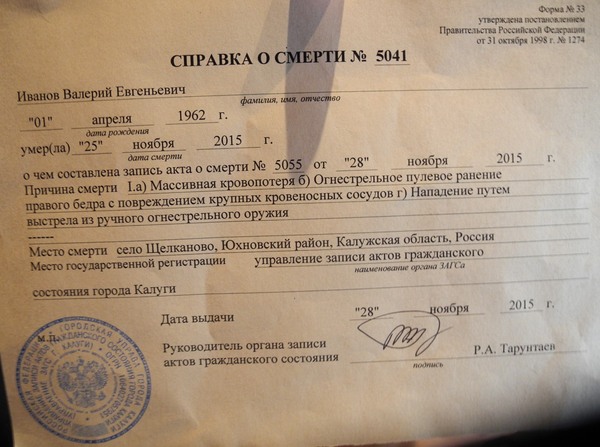 Форма № 33
утверждена постановлением
Правительства Российской Федерации
от 31 октября 1998 г. № 1274
СПРАВКА О СМЕРТИ № 5041
Иванов Валерий Евгеньевич
фамилия, имя, отчество
"01" апреля 1962 г.
дата рождения
умер(ла) "25" ноября 2015 г.
дата смерти
о чем составлена запись акта о смерти № 5055 от "28" ноября 2015 г.
Причина смерти I.а) Массивная кровопотеря б) Огнестрельное пулевое ранение
правого бедра с повреждением крупных кровеносных сосудов г) Нападение путем
выстрела из ручного огнестрельного оружия
------
Место смерти село Щелканово, Юхновский район, Калужская область, Россия
Место государственной регистрации управление записи актов гражданского
наименование органа ЗАГСа
состояния города Калуги
Дата выдачи "28" ноября 2015 г.
м.п.
Руководитель органа записи
актов гражданского состояния Р.А. Тарунтаев
подпись
ГОРОДСКАЯ УПРАВА ГОРОДА